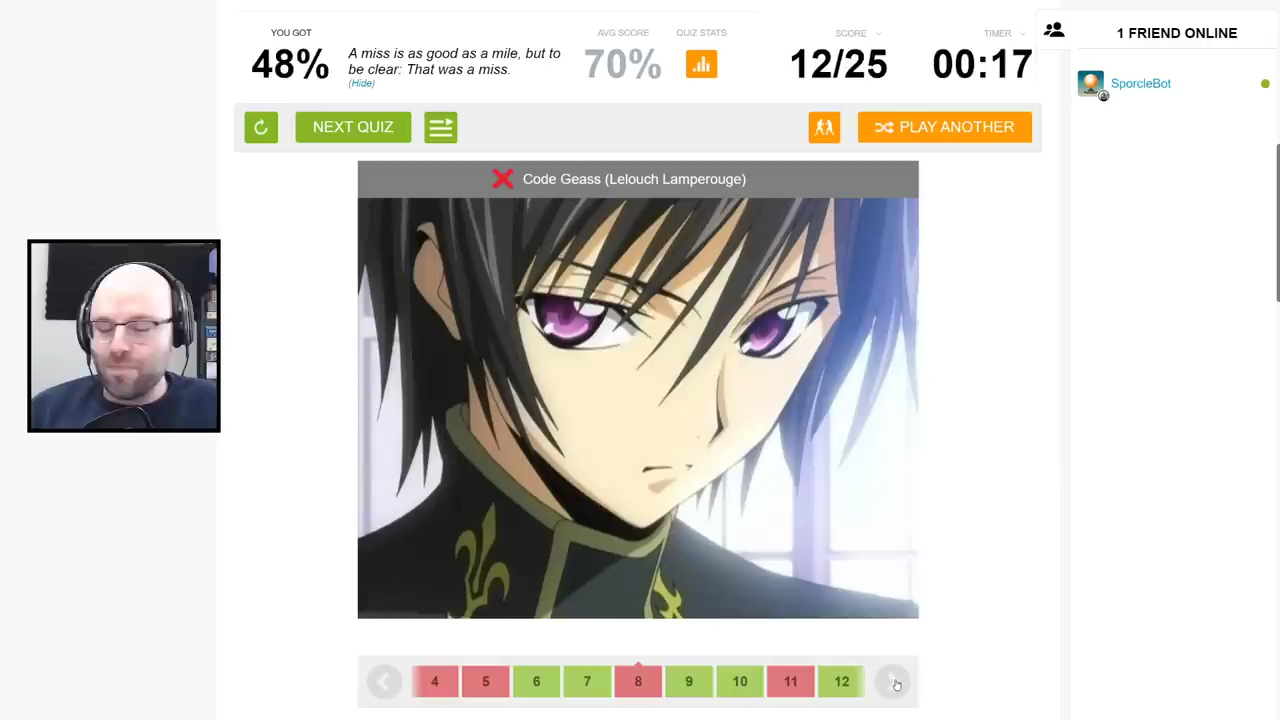 YOU GOT
48%
A miss is as good as a mile, but to
be clear: That was a miss.
(Hide)
AVG SCORE
70%
QUIZ STATS
SCORE
12/25
TIMER
00:17
1 FRIEND ONLINE
SporcleBot
NEXT QUIZ
PLAY ANOTHER
Code Geass (Lelouch Lamperouge)
4 5 6 7 8 9 10 11 12